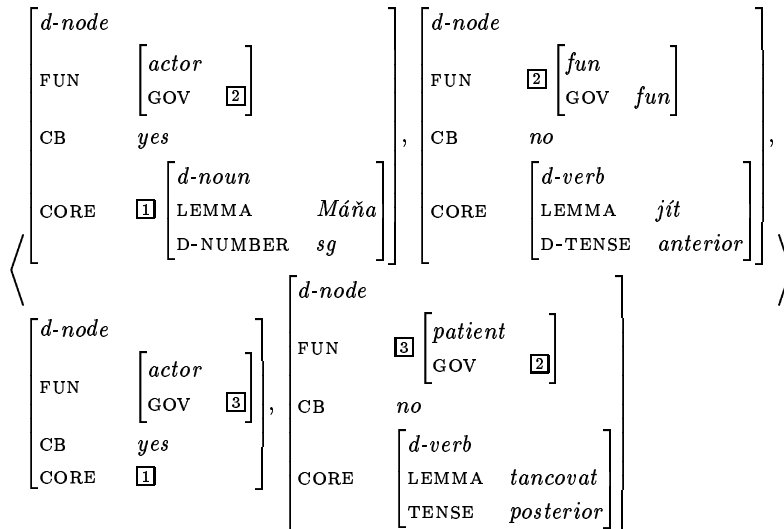 d-node d-node
FUN actor GOV 2 FUN 2 fun GOV fun
CB yes , CB no ,
CORE 1 d-noun LEMMA Máňa D-NUMBER sg CORE d-verb LEMMA jít D-TENSE anterior
d-node d-node
FUN actor GOV 3 FUN 3 patient GOV 2
CB yes , CB no
CORE 1 CORE d-verb LEMMA tancovat TENSE posterior